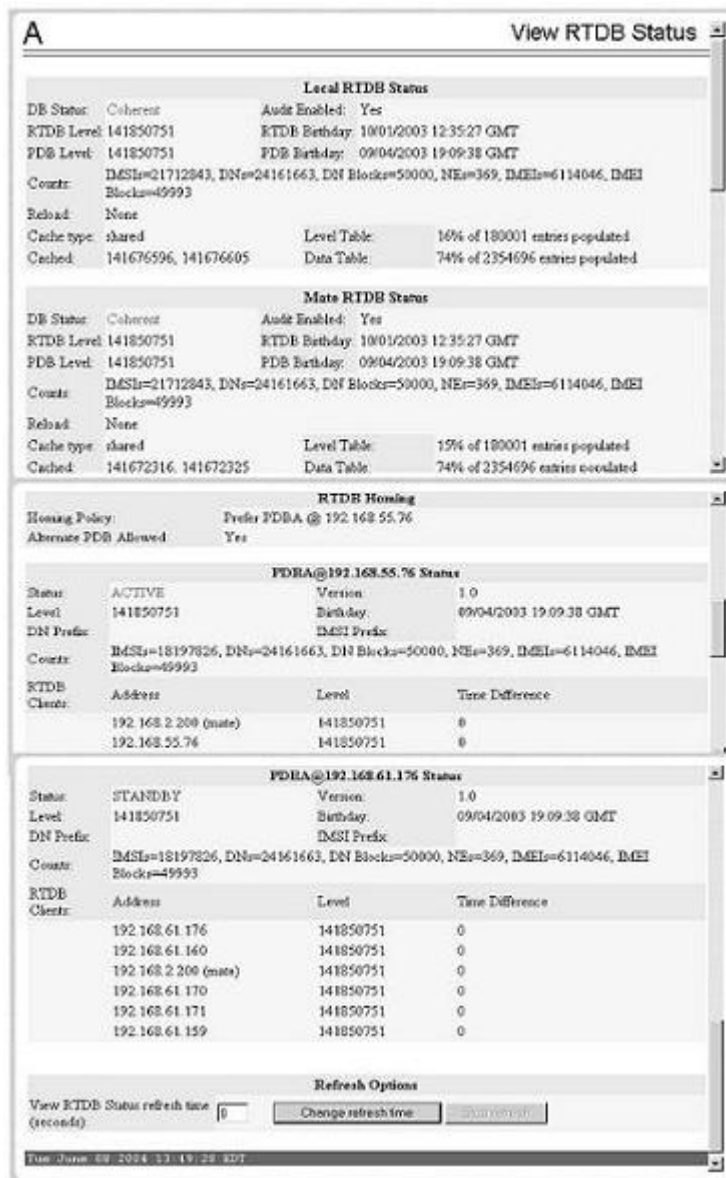 A
View RTDB Status
Local RTDB Status
DB Status: Coherent Audit Enabled: Yes
RTDB Level: 141850751 RTDB Birthday: 10/01/2003 12:35:27 GMT
PDB Level: 141850751 PDB Birthday: 09/04/2003 19:09:38 GMT
Counts: IMSIs=21712843, DNs=24161663, DN Blocks=50000, NEs=369, IMEIs=6114046, IMEI
Blocks=49993
Reload: None
Cache type: shared Level Table: 16% of 180001 entries populated
Cached: 141676596, 141676605 Data Table: 74% of 2354696 entries populated
Mate RTDB Status
DB Status: Coherent Audit Enabled: Yes
RTDB Level: 141850751 RTDB Birthday: 10/01/2003 12:35:27 GMT
PDB Level: 141850751 PDB Birthday: 09/04/2003 19:09:38 GMT
Counts: IMSIs=21712843, DNs=24161663, DN Blocks=50000, NEs=369, IMEIs=6114046, IMEI
Blocks=49993
Reload: None
Cache type: shared Level Table: 15% of 180001 entries populated
Cached: 141672316, 141672325 Data Table: 74% of 2354696 entries populated
RTDB Homing
Homing Policy: Prefer PDBA @ 192.168.55.76
Alternate PDB Allowed Yes
PDBA@192.168.55.76 Status
Status: ACTIVE Version: 1.0
Level: 141850751 Birthday: 09/04/2003 19:09:38 GMT
DN Prefix: IMSI Prefix:
Counts: IMSIs=18197826, DNs=24161663, DN Blocks=50000, NEs=369, IMEIs=6114046, IMEI
Blocks=49993
RTDB Clients: Address Level Time Difference
192.168.2.200 (mate) 141850751 0
192.168.55.76 141850751 0
PDBA@192.168.61.176 Status
Status: STANDBY Version: 1.0
Level: 141850751 Birthday: 09/04/2003 19:09:38 GMT
DN Prefix: IMSI Prefix:
Counts: IMSIs=18197826, DNs=24161663, DN Blocks=50000, NEs=369, IMEIs=6114046, IMEI
Blocks=49993
RTDB Clients: Address Level Time Difference
192.168.61.176 141850751 0
192.168.61.160 141850751 0
192.168.2.200 (mate) 141850751 0
192.168.61.170 141850751 0
192.168.61.171 141850751 0
192.168.61.159 141850751 0
Refresh Options
View RTDB Status refresh time
(seconds): 0 Change refresh time
Tue June 08 2004 13:49:28 EDT